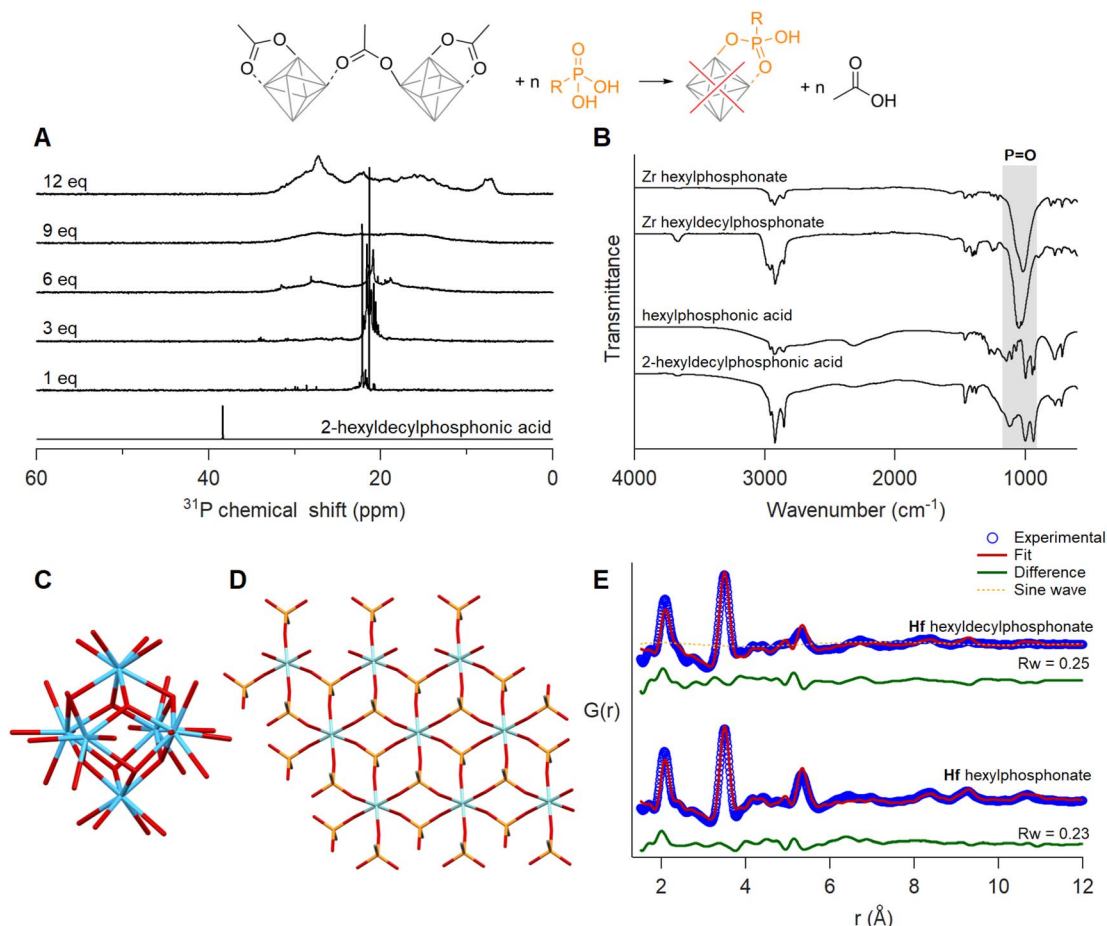 O O O O O O O
+ n
O
R P OH
OH
R
O P OH
O
+ n
O
OH
A
12 eq
9 eq
6 eq
3 eq
1 eq
2-hexyldecylphosphonic acid
60 40 20 0
³¹P chemical shift (ppm)
B
P=O
Zr hexylphosphonate
Zr hexyldecylphosphonate
hexylphosphonic acid
2-hexyldecylphosphonic acid
Transmittance
4000 3000 2000 1000
Wavenumber (cm⁻¹)
C
D
E
Experimental
Fit
Difference
Sine wave
Hf hexyldecylphosphonate
Rw = 0.25
G(r)
Hf hexylphosphonate
Rw = 0.23
2 4 6 8 10 12
r (Å)